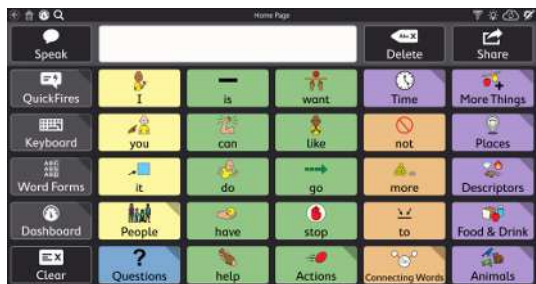 Home Page
Speak
Delete
Share
QuickFires
I
is
want
Time
More Things
Keyboard
you
can
like
not
Places
Word Forms
it
do
go
more
Descriptors
Dashboard
People
have
stop
to
Food & Drink
Clear
Questions
help
Actions
Connecting Words
Animals